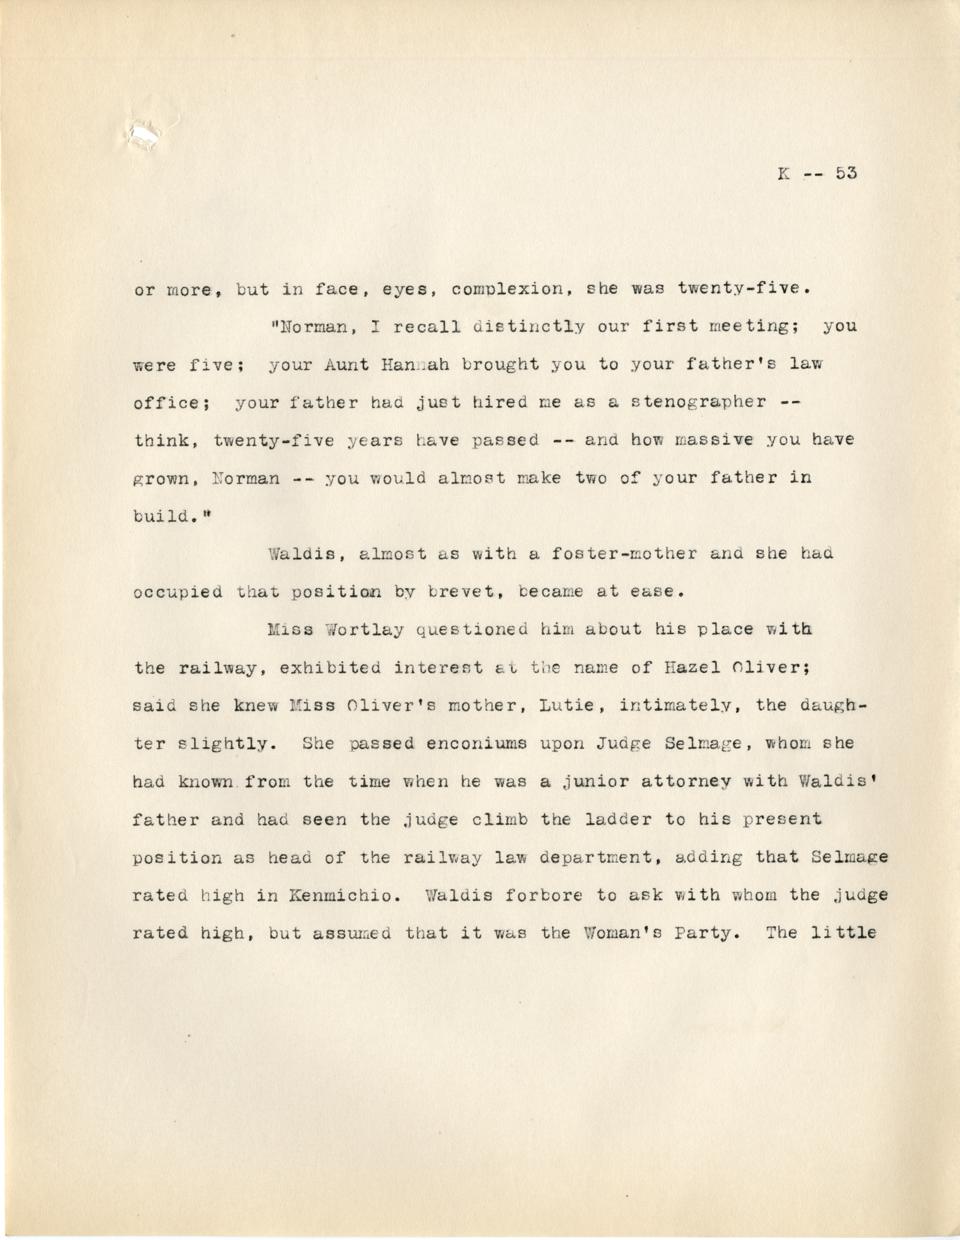 K -- 53
or more, but in face, eyes, complexion, she was twenty-five.
"Norman, I recall distinctly our first meeting;  you
were five;  your Aunt Hannah brought you to your father's law
office;  your father had just hired me as a stenographer --
think, twenty-five years have passed -- and how massive you have
grown, Norman -- you would almost make two of your father in
build."
Waldis, almost as with a foster-mother and she had
occupied that position by brevet, became at ease.
Miss Wortlay questioned him about his place with
the railway, exhibited interest at the name of Hazel Oliver;
said she knew Miss Oliver's mother, Lutie, intimately, the daugh-
ter slightly.  She passed enconiums upon Judge Selmage, whom she
had known from the time when he was a junior attorney with Waldis'
father and had seen the judge climb the ladder to his present
position as head of the railway law department, adding that Selmage
rated high in Kenmichio.  Waldis forbore to ask with whom the judge
rated high, but assumed that it was the Woman's Party.  The little